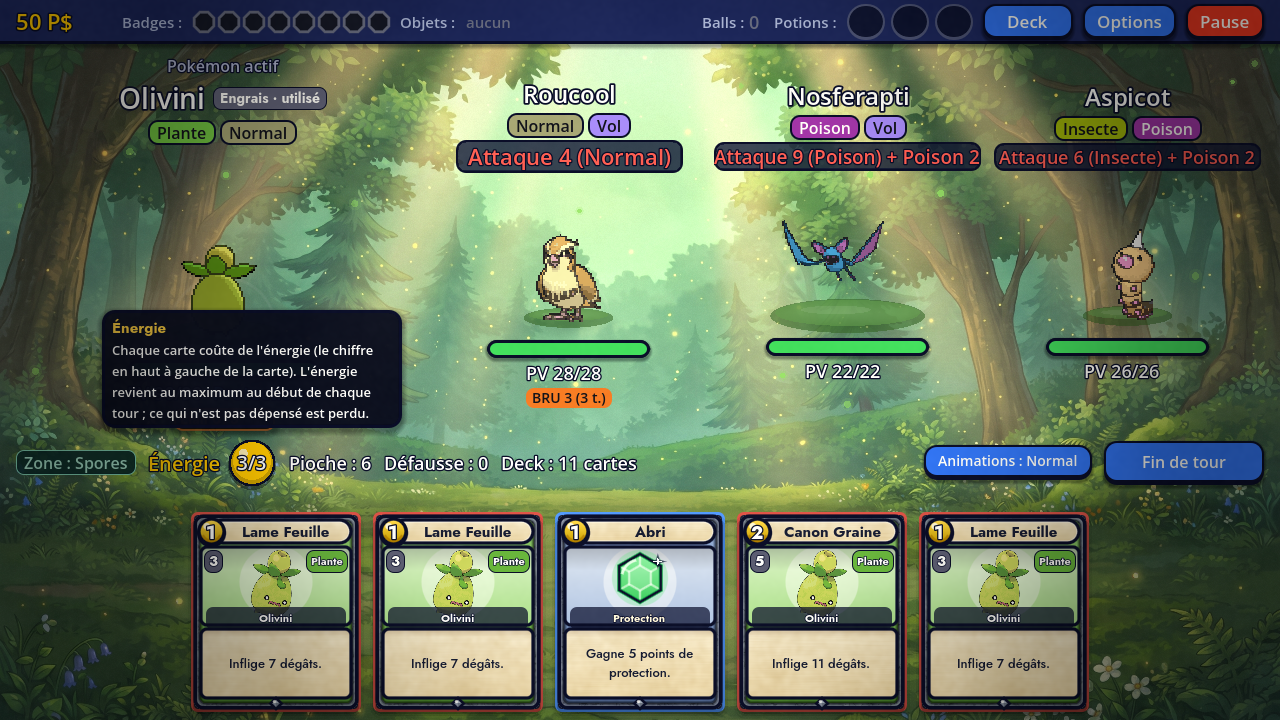 50 P$
Badges :
Objets : aucun
Balls : 0
Potions :
Deck
Options
Pause
Pokémon actif
Olivini
Engrais · utilisé
Plante
Normal
Roucool
Normal
Vol
Attaque 4 (Normal)
Nosferapti
Poison
Vol
Attaque 9 (Poison) + Poison 2
Aspicot
Insecte
Poison
Attaque 6 (Insecte) + Poison 2
Énergie
Chaque carte coûte de l'énergie (le chiffre
en haut à gauche de la carte). L'énergie
revient au maximum au début de chaque
tour ; ce qui n'est pas dépensé est perdu.
PV 28/28
BRU 3 (3 t.)
PV 22/22
PV 26/26
Zone : Spores
Énergie
3/3
Pioche : 6
Défausse : 0
Deck : 11 cartes
Animations : Normal
Fin de tour
1
Lame Feuille
3
Plante
Olivini
Inflige 7 dégâts.
1
Lame Feuille
3
Plante
Olivini
Inflige 7 dégâts.
1
Abri
Protection
Gagne 5 points de
protection.
2
Canon Graine
5
Plante
Olivini
Inflige 11 dégâts.
1
Lame Feuille
3
Plante
Olivini
Inflige 7 dégâts.